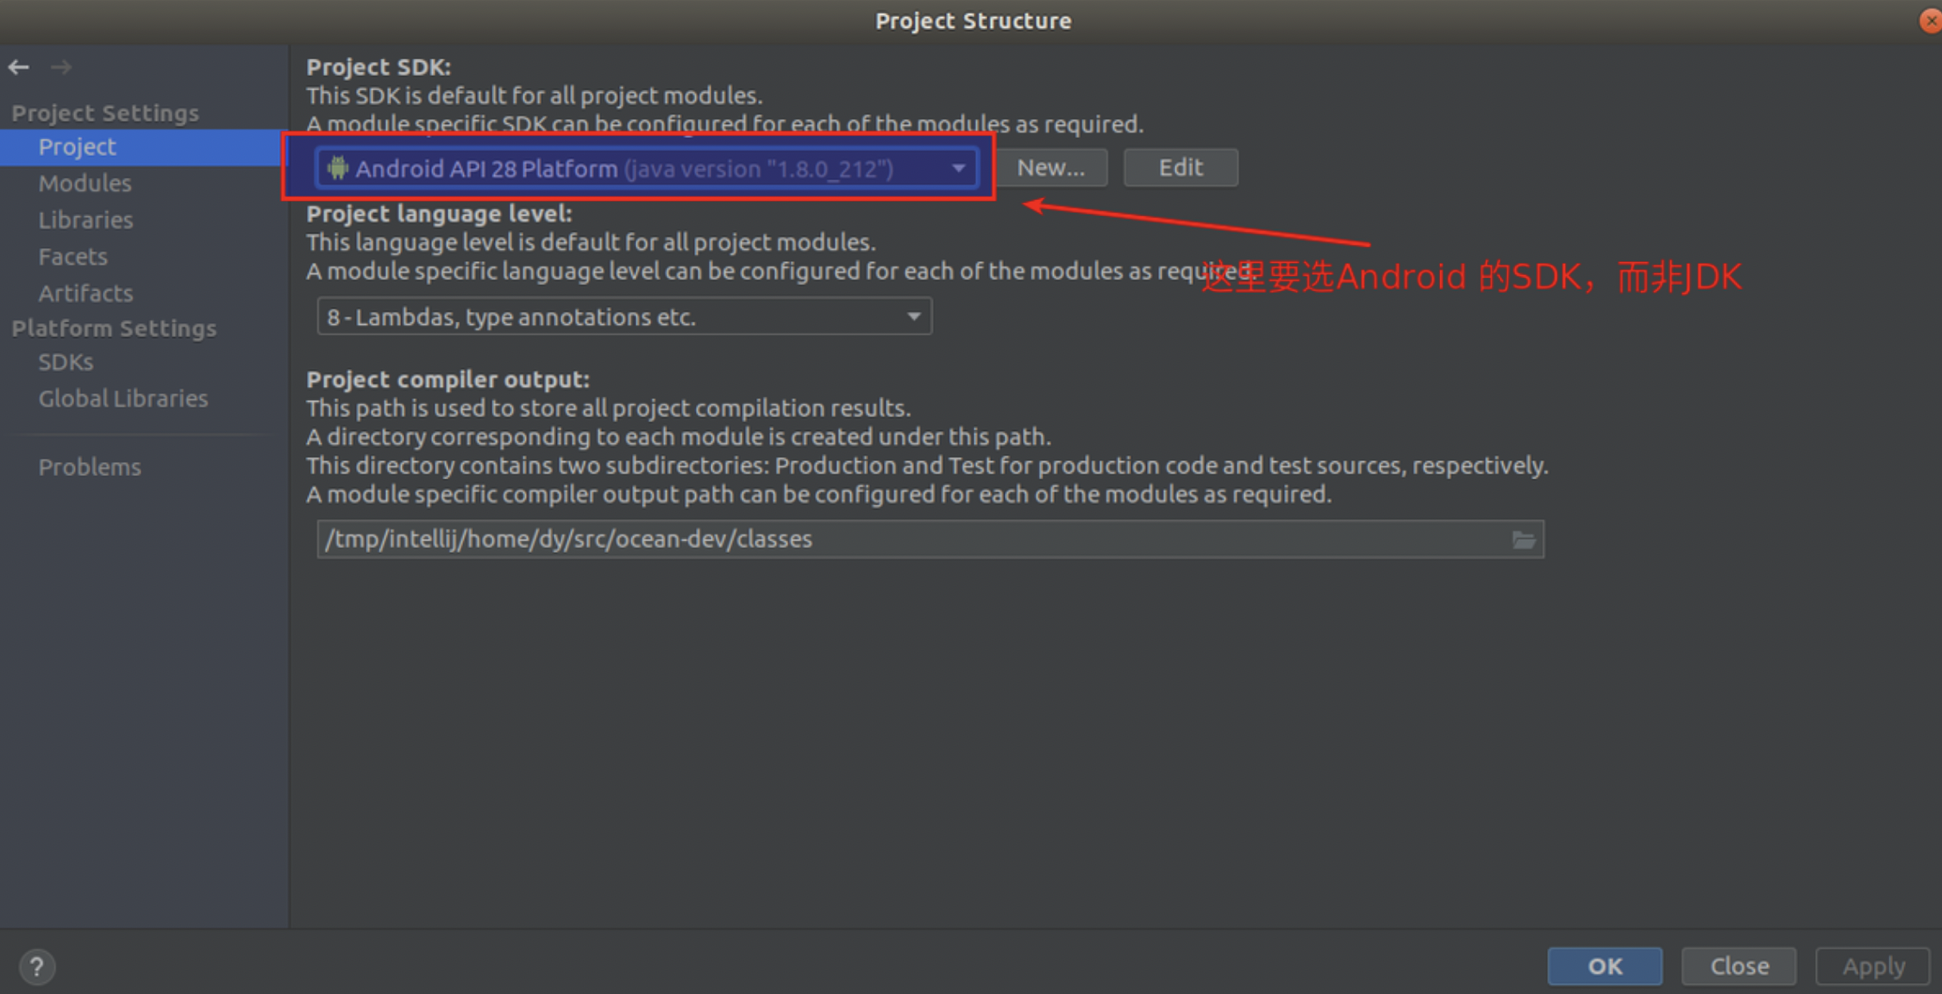 Project Structure
Project Settings
Project
Modules
Libraries
Facets
Artifacts
Platform Settings
SDKs
Global Libraries
Problems
Project SDK:
This SDK is default for all project modules.
A module specific SDK can be configured for each of the modules as required.
Android API 28 Platform (java version "1.8.0_212")
New...
Edit
Project language level:
This language level is default for all project modules.
A module specific language level can be configured for each of the modules as required.
这里要选Android 的SDK，而非JDK
8 - Lambdas, type annotations etc.
Project compiler output:
This path is used to store all project compilation results.
A directory corresponding to each module is created under this path.
This directory contains two subdirectories: Production and Test for production code and test sources, respectively.
A module specific compiler output path can be configured for each of the modules as required.
/tmp/intellij/home/dy/src/ocean-dev/classes
?
OK
Close
Apply